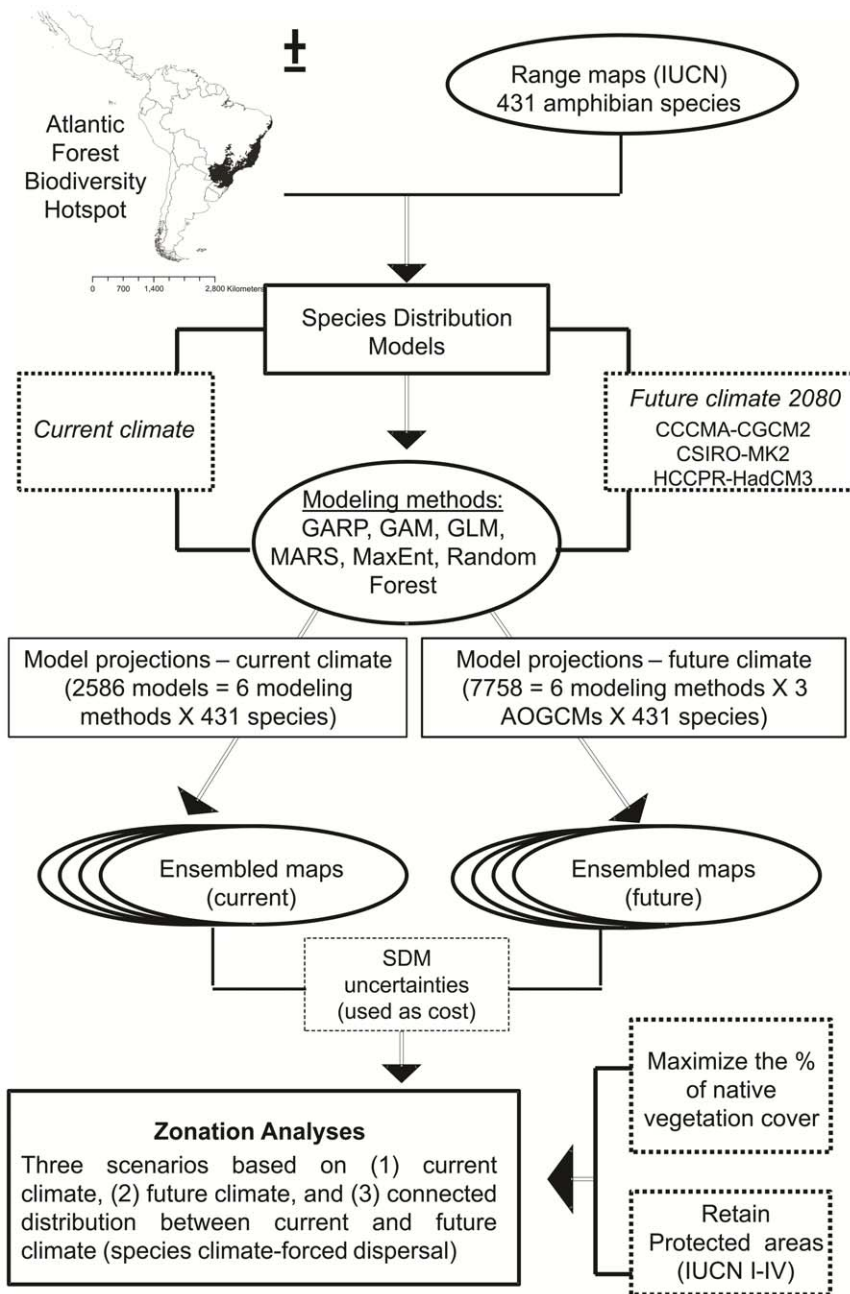 ±
Range maps (IUCN)
431 amphibian species
Atlantic
Forest
Biodiversity
Hotspot
0 700 1,400 2,800 Kilometers
Species Distribution
Models
Current climate
Future climate 2080
CCCMA-CGCM2
CSIRO-MK2
HCCPR-HadCM3
Modeling methods:
GARP, GAM, GLM,
MARS, MaxEnt, Random
Forest
Model projections – current climate
(2586 models = 6 modeling
methods X 431 species)
Model projections – future climate
(7758 = 6 modeling methods X 3
AOGCMs X 431 species)
Ensembled maps
(current)
Ensembled maps
(future)
SDM
uncertainties
(used as cost)
Maximize the %
of native
vegetation cover
Zonation Analyses
Three scenarios based on (1) current
climate, (2) future climate, and (3) connected
distribution between current and future
climate (species climate-forced dispersal)
Retain
Protected areas
(IUCN I-IV)